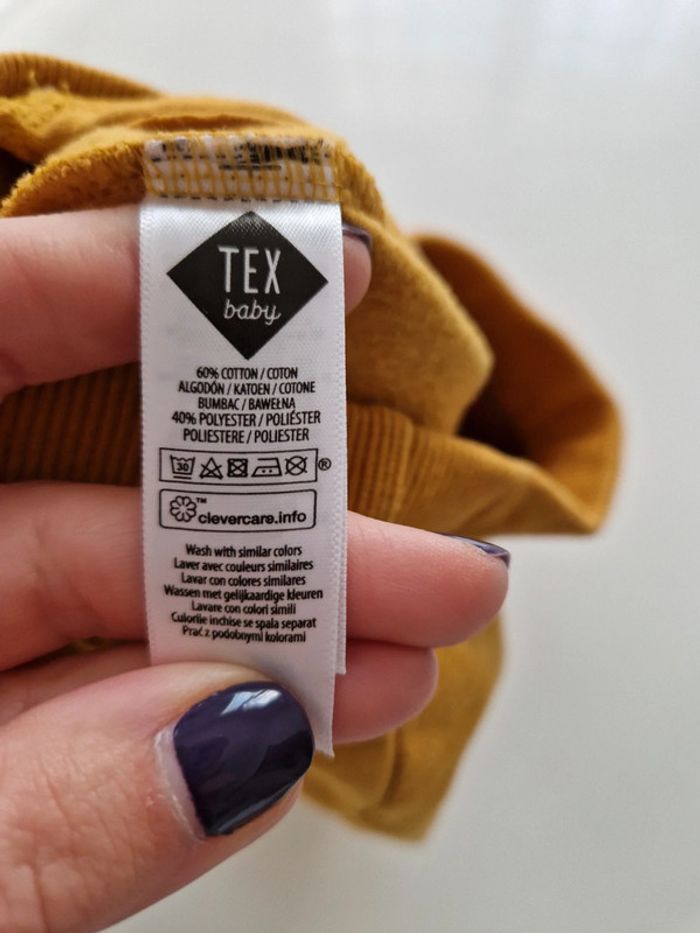 TEX
baby
60% COTTON / COTON
ALGODÓN / KATOEN / COTONE
BUMBAC / BAWEŁNA
40% POLYESTER / POLIÉSTER
POLIESTERE / POLIESTER
30 ®
™
clevercare.info
Wash with similar colors
Laver avec couleurs similaires
Lavar con colores similares
Wassen met gelijkaardige kleuren
Lavare con colori simili
Culorile inchise se spala separat
Prać z podobnymi kolorami